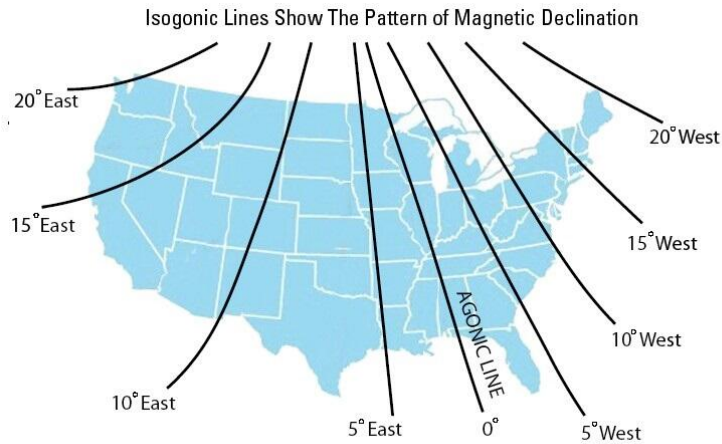 Isogonic Lines Show The Pattern of Magnetic Declination
20° East
20° West
15° East
15° West
AGONIC LINE
10° West
10° East
5° East
0°
5° West